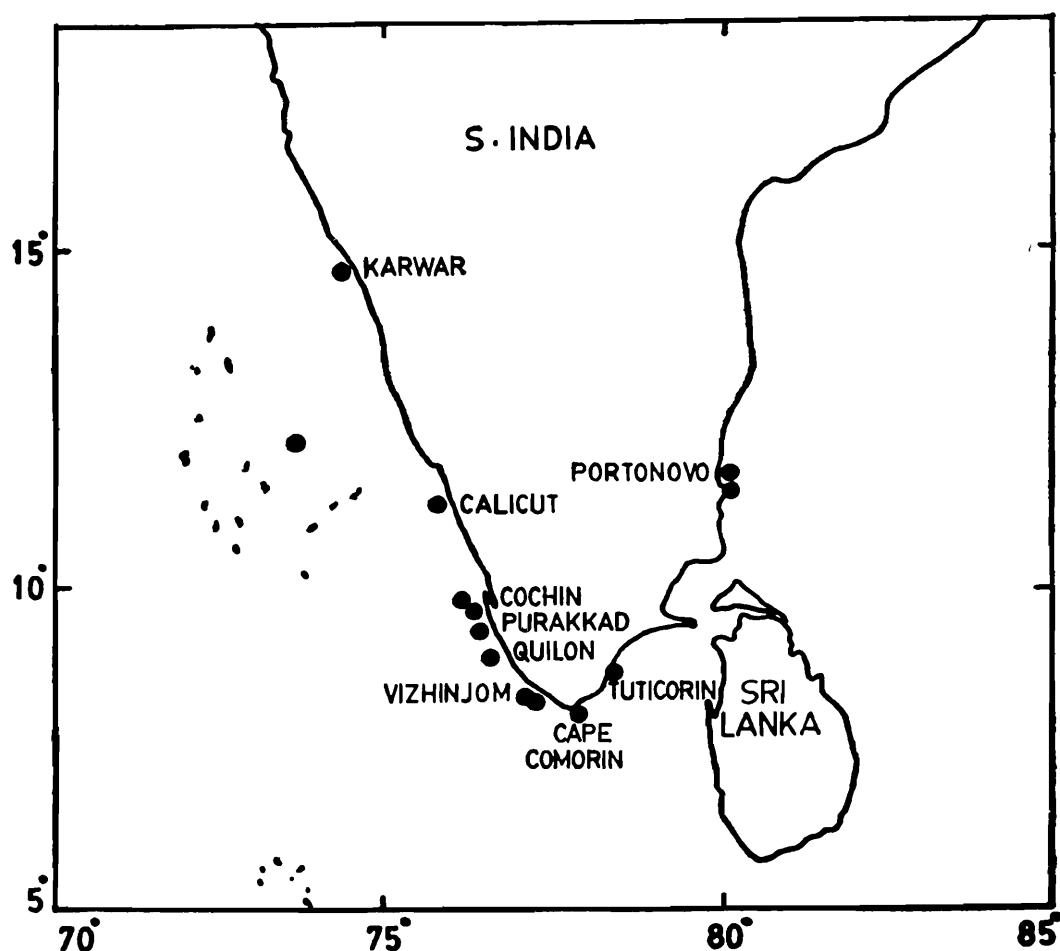 S. INDIA
15°
KARWAR
PORTONOVO
CALICUT
10°
COCHIN
PURAKKAD
QUILON
VIZHINJOM
TUTICORIN
SRI
LANKA
CAPE
COMORIN
5°
70°
75°
80°
85°